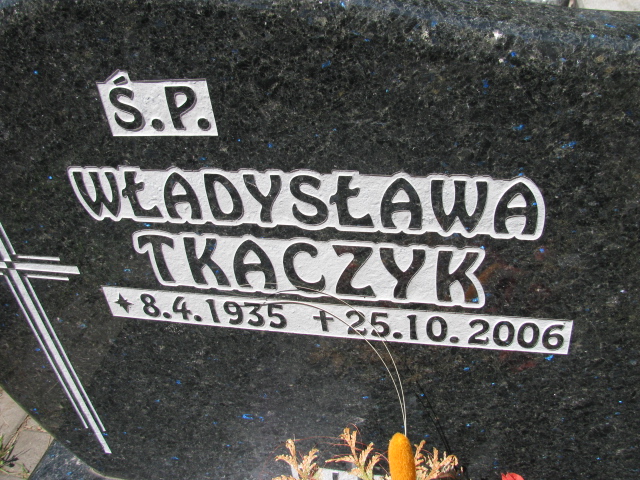 Ś.P.
WŁADYSŁAWA
TKACZYK
★ 8.4.1935 + 25.10.2006